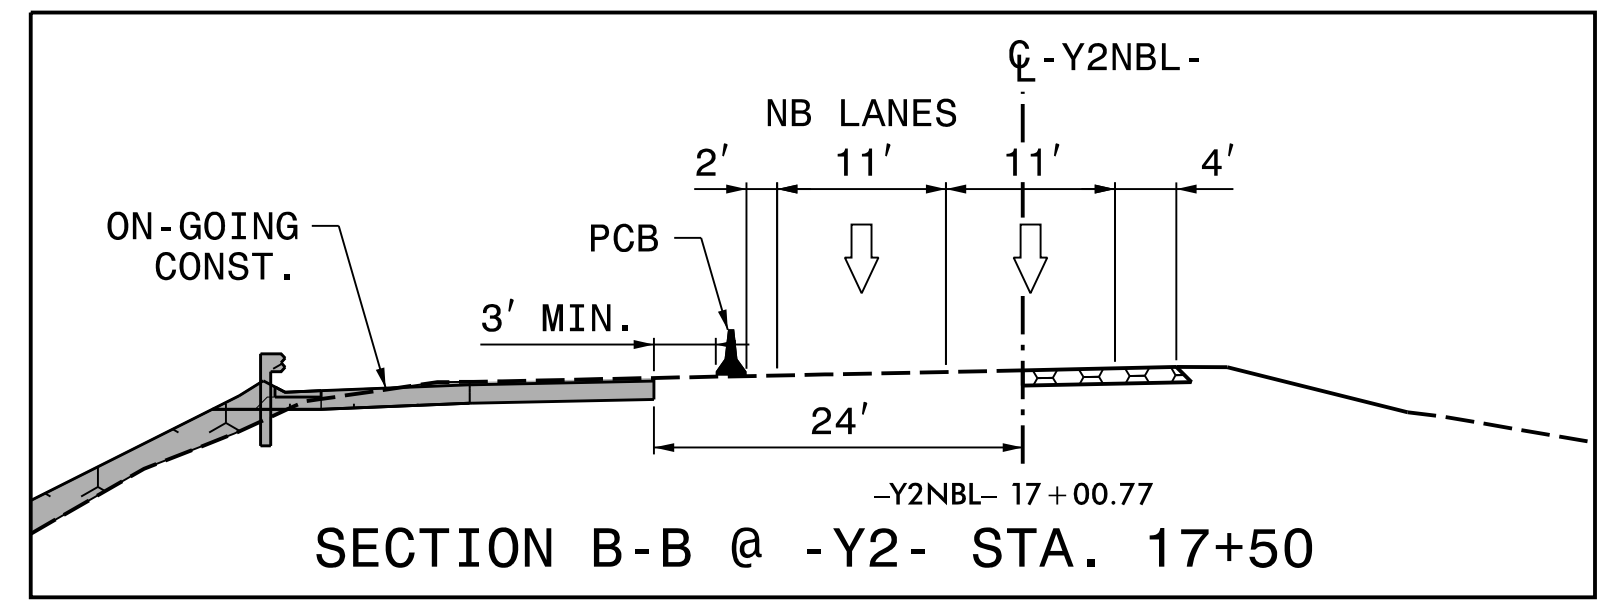 ℄ -Y2NBL-
NB LANES
2' 11' 11' 4'
ON-GOING
CONST.
PCB
3' MIN.
24'
-Y2NBL- 17+00.77
SECTION B-B @ -Y2- STA. 17+50